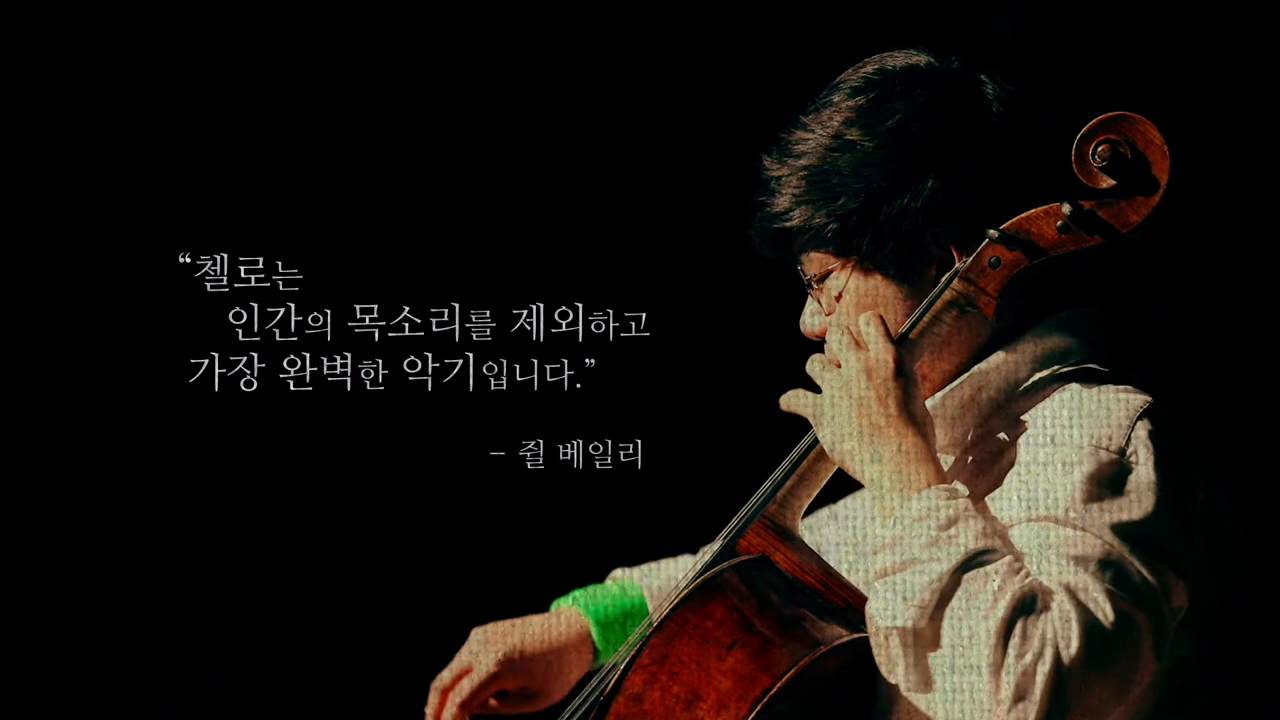 “첼로는
인간의 목소리를 제외하고
가장 완벽한 악기입니다.”
- 쥘 베일리